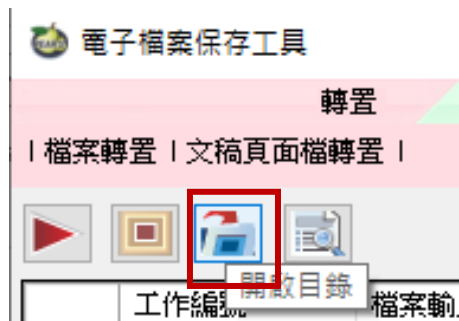 電子檔案保存工具
轉置
| 檔案轉置 | 文稿頁面檔轉置 |
開啟目錄
工作編號 檔案輸